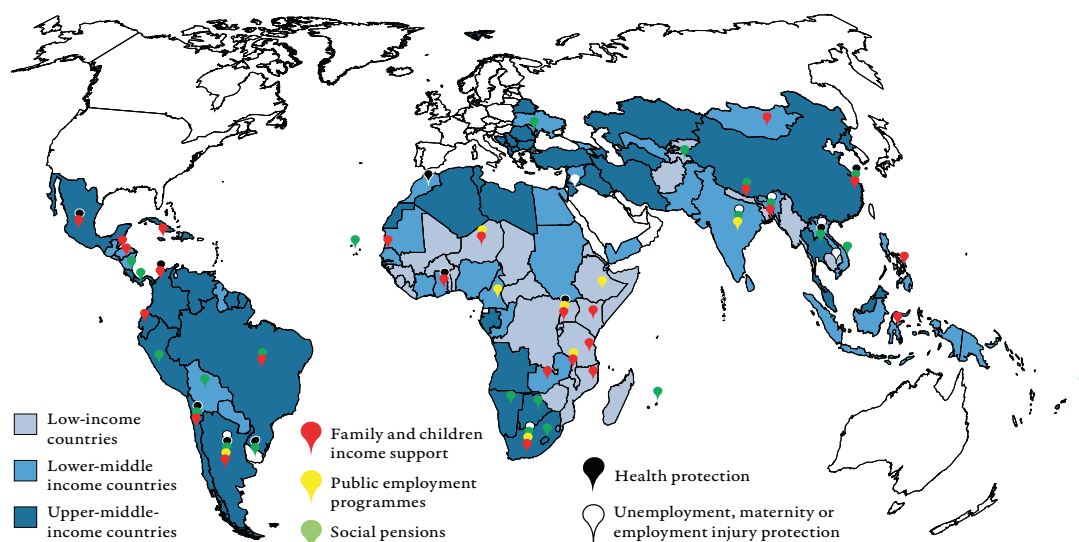 Low-income
countries
Lower-middle
income countries
Upper-middle-
income countries
Family and children
income support
Public employment
programmes
Social pensions
Health protection
Unemployment, maternity or
employment injury protection